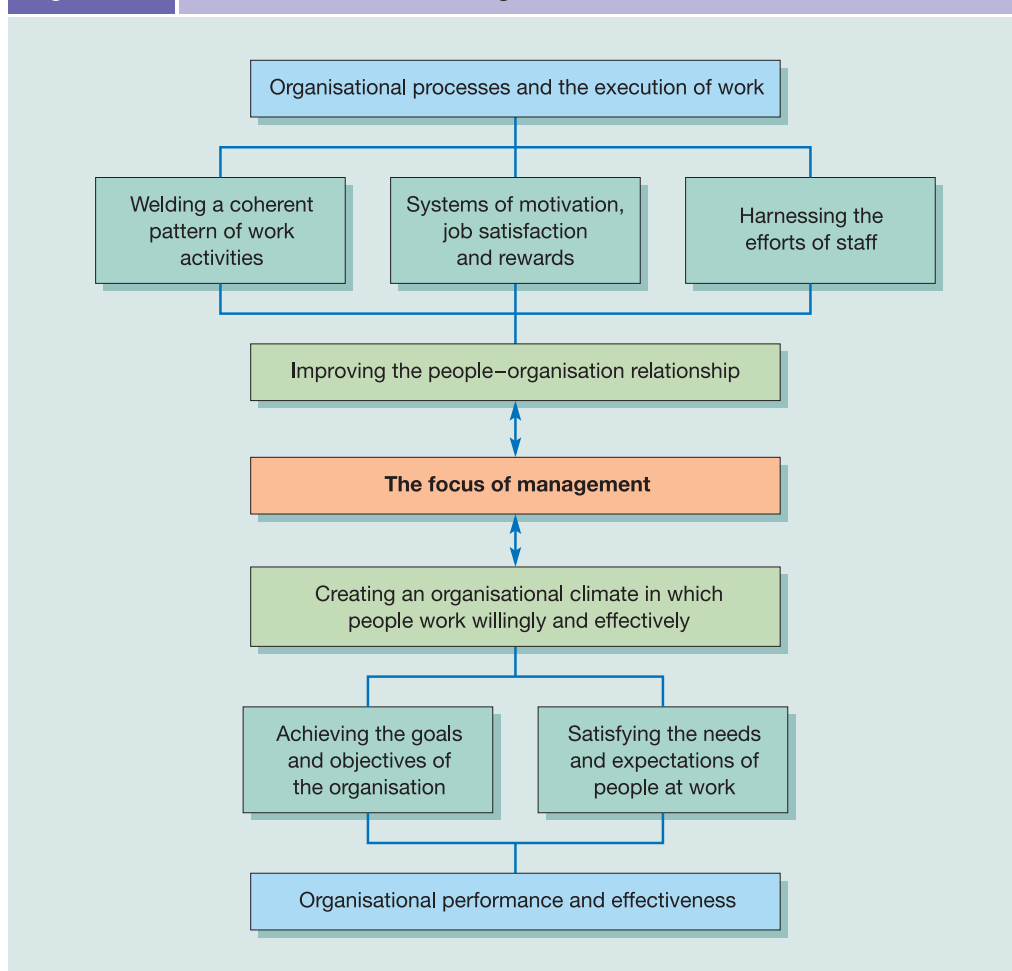 Organisational processes and the execution of work
Welding a coherent
pattern of work
activities
Systems of motivation,
job satisfaction
and rewards
Harnessing the
efforts of staff
Improving the people–organisation relationship
The focus of management
Creating an organisational climate in which
people work willingly and effectively
Achieving the goals
and objectives of
the organisation
Satisfying the needs
and expectations of
people at work
Organisational performance and effectiveness